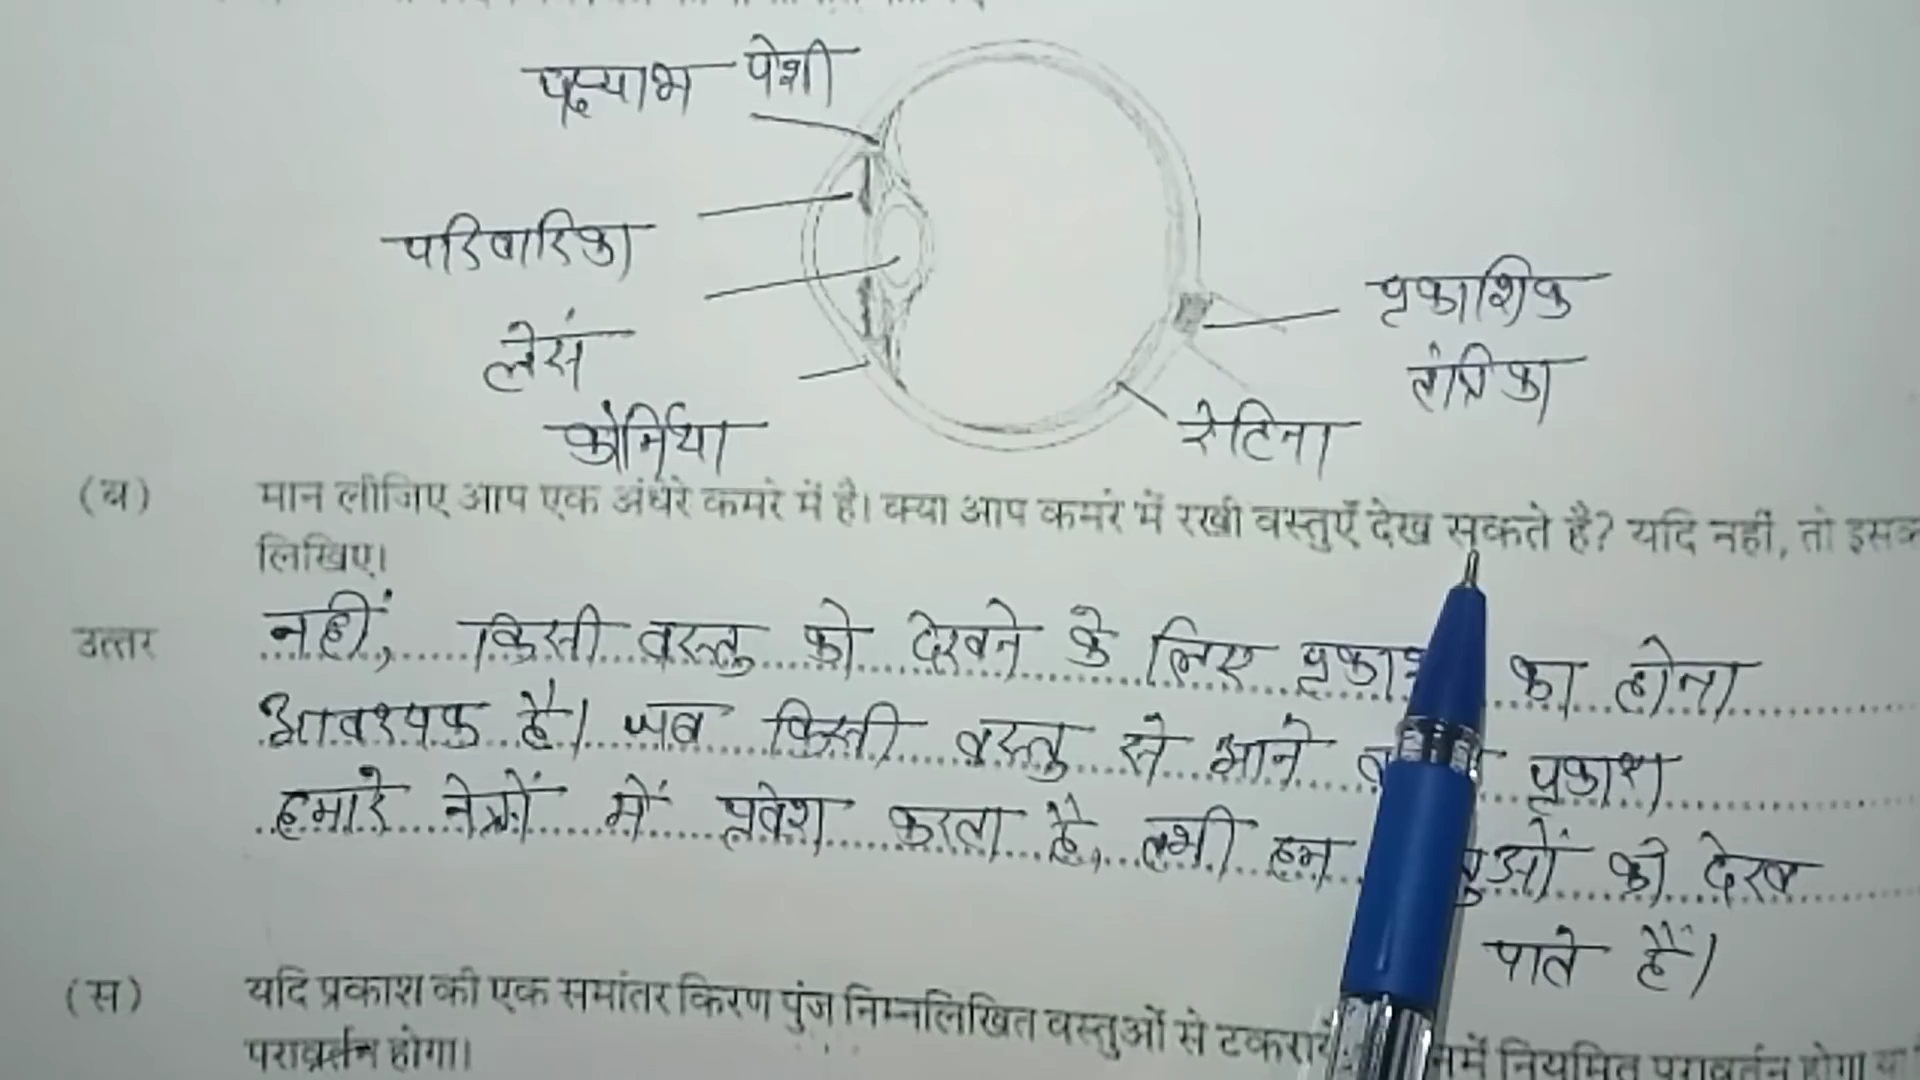 पक्ष्याभ पेशी
परिवारिका
लेसं
कोर्निया
प्रकाशिक
तंत्रिका
रेटिना
(ब) मान लीजिए आप एक अंधेरे कमरे में है। क्या आप कमरे में रखी वस्तुएँ देख सकते है? यदि नहीं, तो
लिखिए।
उत्तर नहीं, किसी वस्तु को देखने के लिए का होना
आवश्यक है। जब किसी वस्तु से आने प्रकाश
हमारे नेत्रों में प्रवेश करता है, तभी हम को देख
पाते हैं।
(स) यदि प्रकाश की एक समांतर किरण पुंज निम्नलिखित वस्तुओं से नियमित परावर्तन होगा या
परावर्तन होगा।